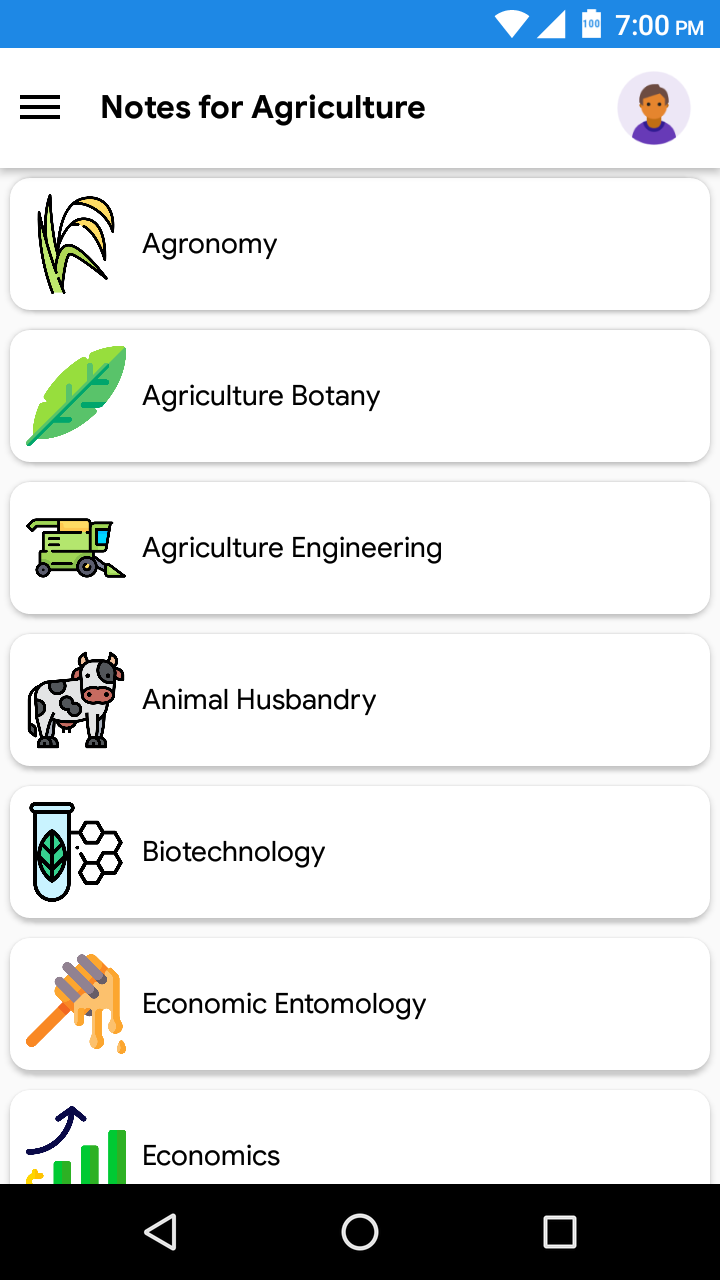 100 7:00 PM
Notes for Agriculture
Agronomy
Agriculture Botany
Agriculture Engineering
Animal Husbandry
Biotechnology
Economic Entomology
Economics